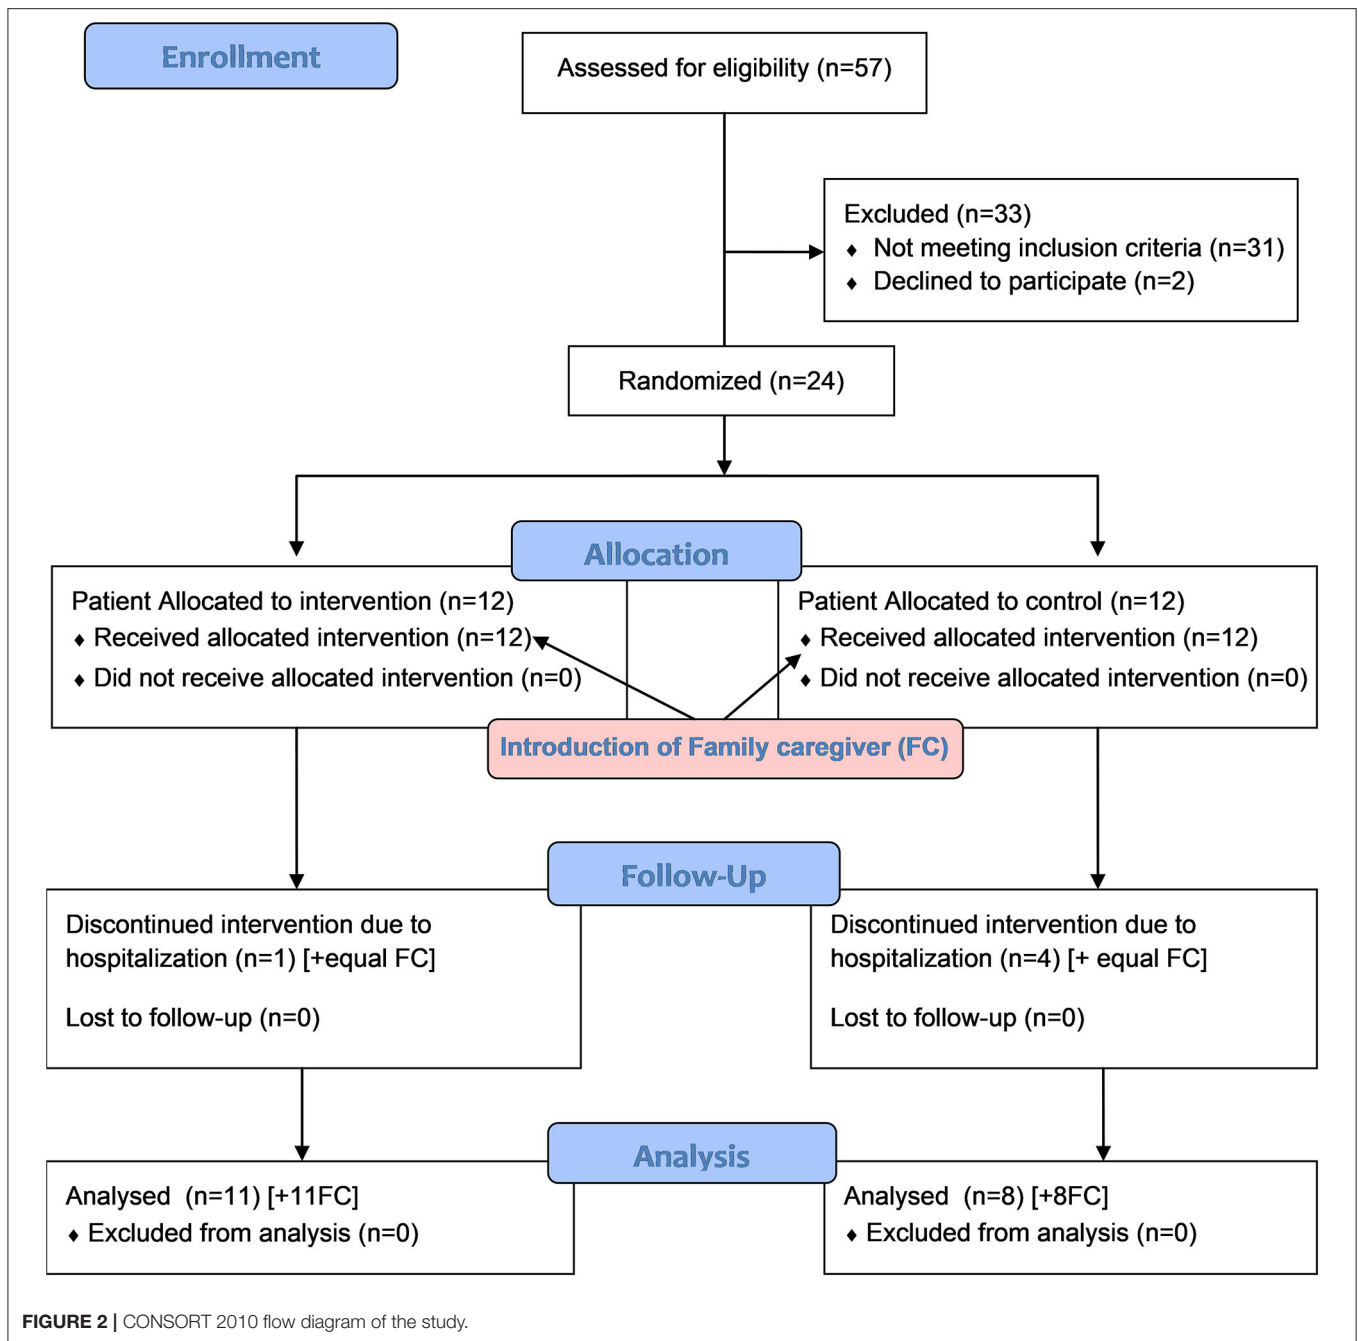 Enrollment
Assessed for eligibility (n=57)
Excluded (n=33)
♦ Not meeting inclusion criteria (n=31)
♦ Declined to participate (n=2)
Randomized (n=24)
Allocation
Patient Allocated to intervention (n=12)
♦ Received allocated intervention (n=12)
♦ Did not receive allocated intervention (n=0)
Patient Allocated to control (n=12)
♦ Received allocated intervention (n=12)
♦ Did not receive allocated intervention (n=0)
Introduction of Family caregiver (FC)
Follow-Up
Discontinued intervention due to
hospitalization (n=1) [+equal FC]
Lost to follow-up (n=0)
Discontinued intervention due to
hospitalization (n=4) [+ equal FC]
Lost to follow-up (n=0)
Analysis
Analysed (n=11) [+11FC]
♦ Excluded from analysis (n=0)
Analysed (n=8) [+8FC]
♦ Excluded from analysis (n=0)
FIGURE 2 | CONSORT 2010 flow diagram of the study.